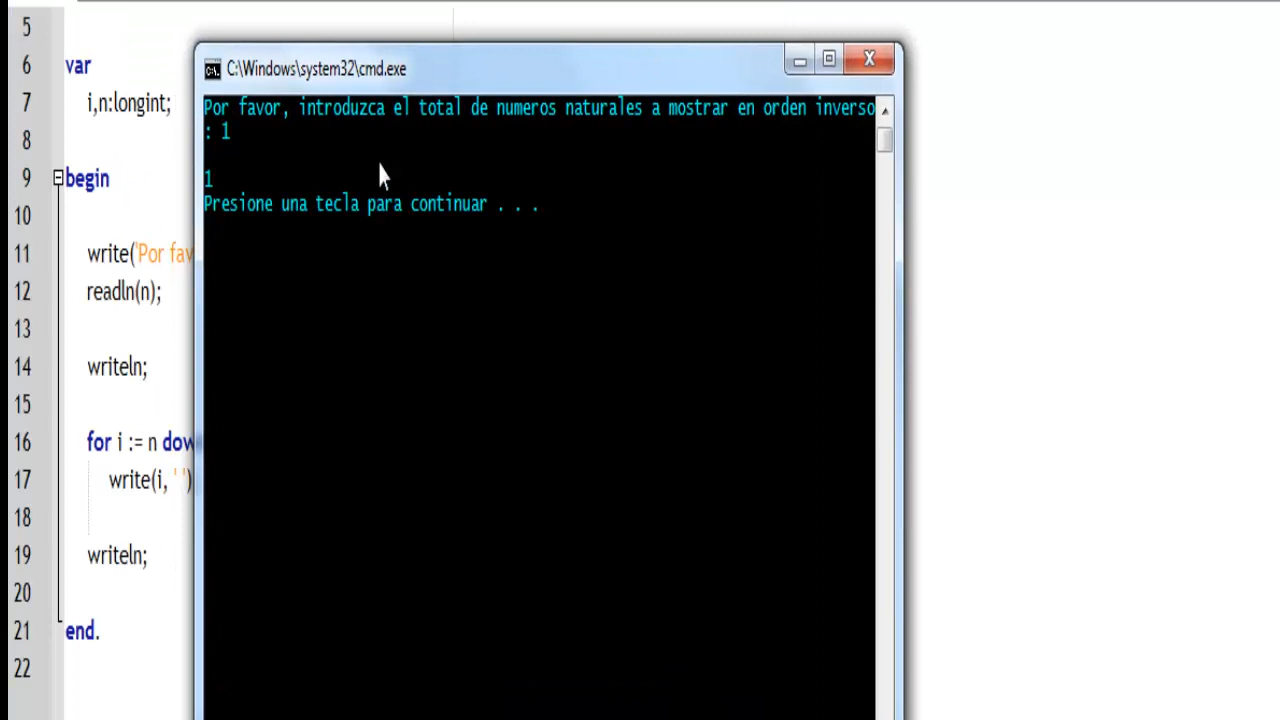 5
6 var
7 i,n:longint;
8
9 begin
10
11 write('Por fav
12 readln(n);
13
14 writeln;
15
16 for i := n dow
17 write(i, ' ')
18
19 writeln;
20
21 end.
22
C:\Windows\system32\cmd.exe
Por favor, introduzca el total de numeros naturales a mostrar en orden inverso
: 1
1
Presione una tecla para continuar . . .